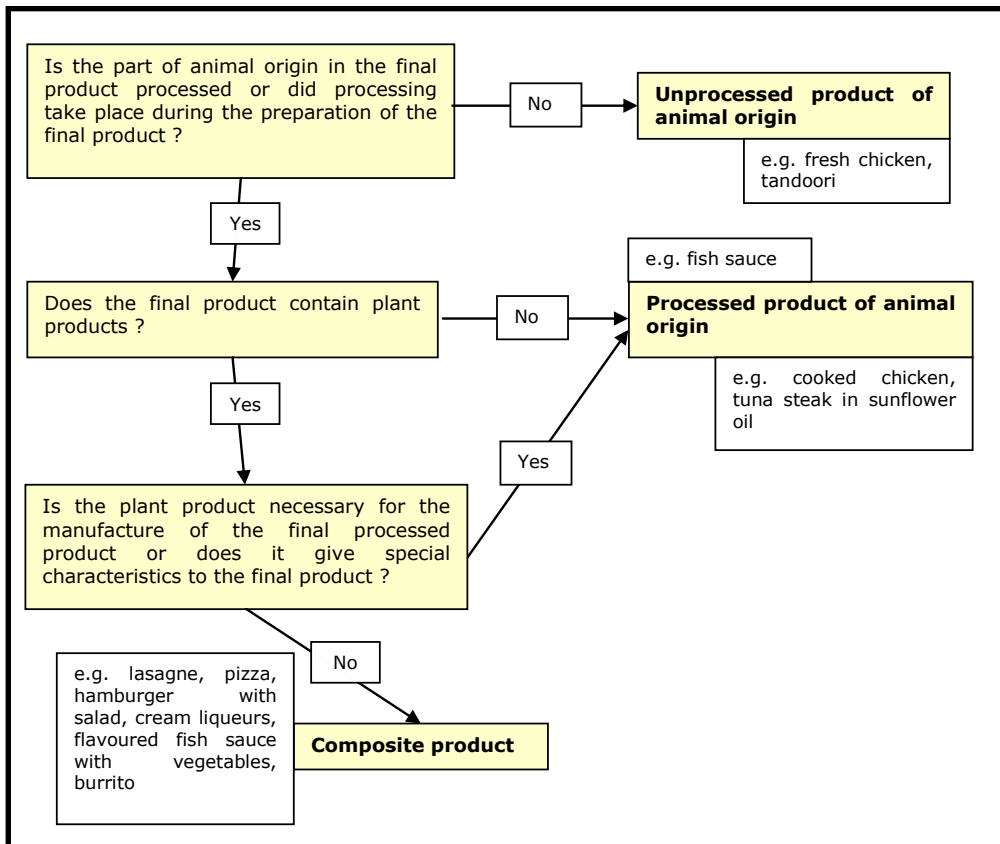 Is the part of animal origin in the final
product processed or did processing
take place during the preparation of the
final product ?
No
Unprocessed product of
animal origin
e.g. fresh chicken,
tandoori
Yes
e.g. fish sauce
Does the final product contain plant
products ?
No
Processed product of animal
origin
e.g. cooked chicken,
tuna steak in sunflower
oil
Yes
Yes
Is the plant product necessary for the
manufacture of the final processed
product or does it give special
characteristics to the final product ?
No
e.g. lasagne, pizza,
hamburger with
salad, cream liqueurs,
flavoured fish sauce
with vegetables,
burrito
Composite product